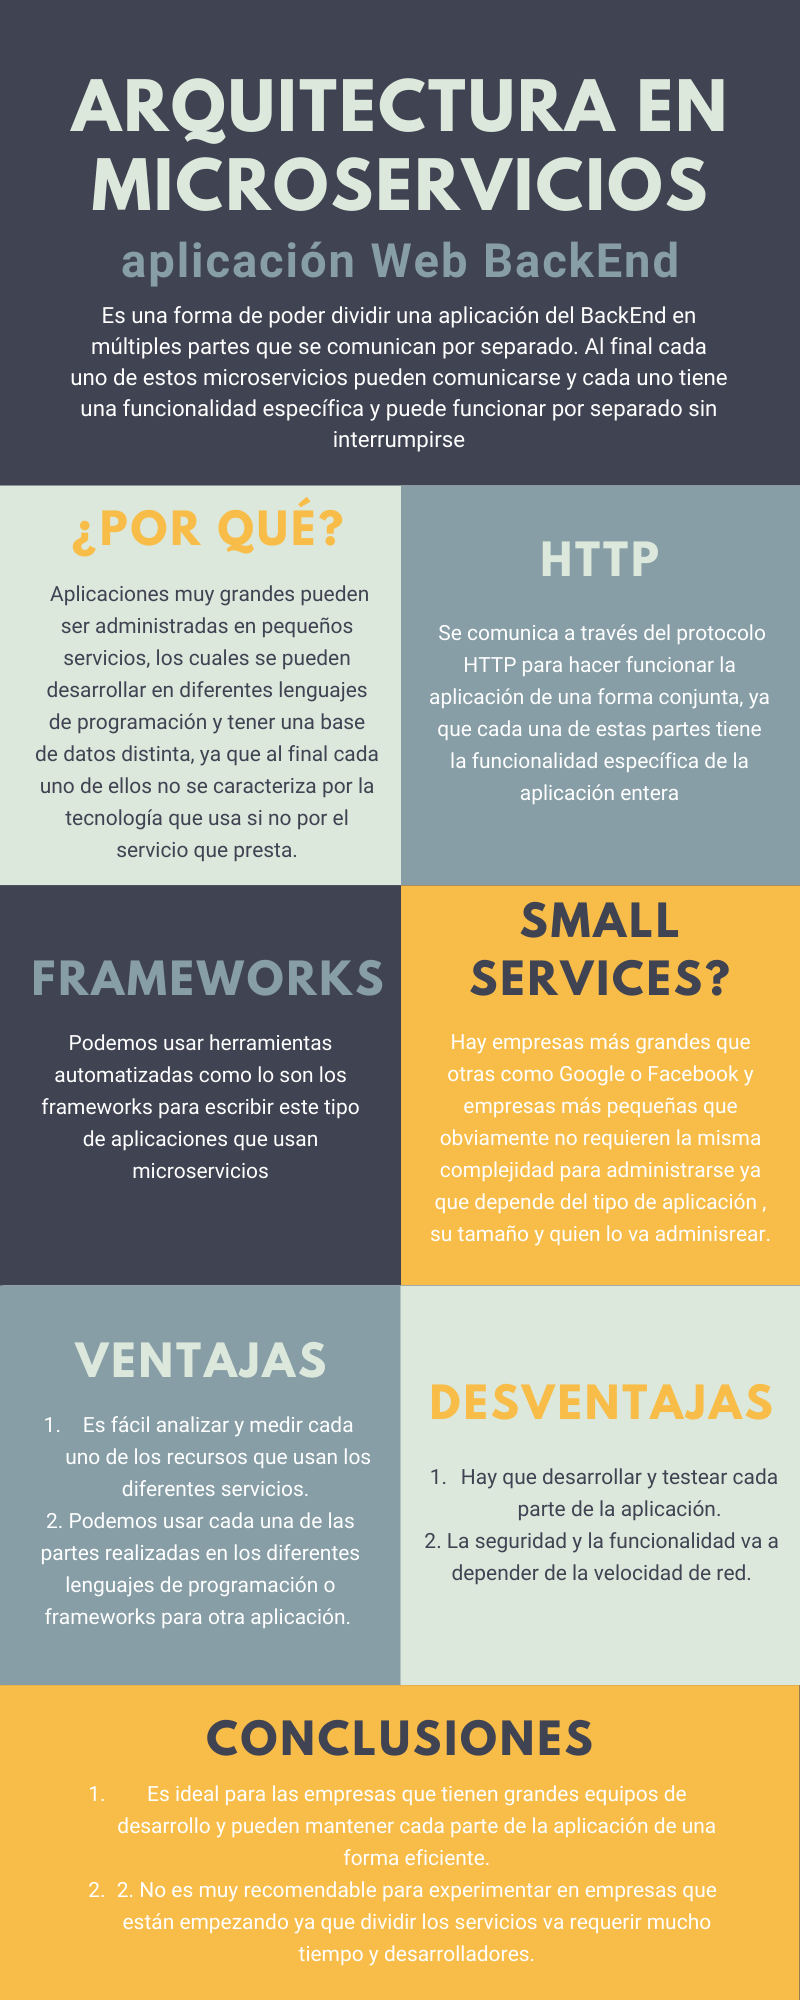 ARQUITECTURA EN
MICROSERVICIOS
aplicación Web BackEnd
Es una forma de poder dividir una aplicación del BackEnd en
múltiples partes que se comunican por separado. Al final cada
uno de estos microservicios pueden comunicarse y cada uno tiene
una funcionalidad específica y puede funcionar por separado sin
interrumpirse
¿POR QUÉ?
Aplicaciones muy grandes pueden
ser administradas en pequeños
servicios, los cuales se pueden
desarrollar en diferentes lenguajes
de programación y tener una base
de datos distinta, ya que al final cada
uno de ellos no se caracteriza por la
tecnología que usa si no por el
servicio que presta.
HTTP
Se comunica a través del protocolo
HTTP para hacer funcionar la
aplicación de una forma conjunta, ya
que cada una de estas partes tiene
la funcionalidad específica de la
aplicación entera
FRAMEWORKS
Podemos usar herramientas
automatizadas como lo son los
frameworks para escribir este tipo
de aplicaciones que usan
microservicios
SMALL
SERVICES?
Hay empresas más grandes que
otras como Google o Facebook y
empresas más pequeñas que
obviamente no requieren la misma
complejidad para administrarse ya
que depende del tipo de aplicación ,
su tamaño y quien lo va adminisrear.
VENTAJAS
1. Es fácil analizar y medir cada
uno de los recursos que usan los
diferentes servicios.
2. Podemos usar cada una de las
partes realizadas en los diferentes
lenguajes de programación o
frameworks para otra aplicación.
DESVENTAJAS
1. Hay que desarrollar y testear cada
parte de la aplicación.
2. La seguridad y la funcionalidad va a
depender de la velocidad de red.
CONCLUSIONES
1. Es ideal para las empresas que tienen grandes equipos de
desarrollo y pueden mantener cada parte de la aplicación de una
forma eficiente.
2. 2. No es muy recomendable para experimentar en empresas que
están empezando ya que dividir los servicios va requerir mucho
tiempo y desarrolladores.